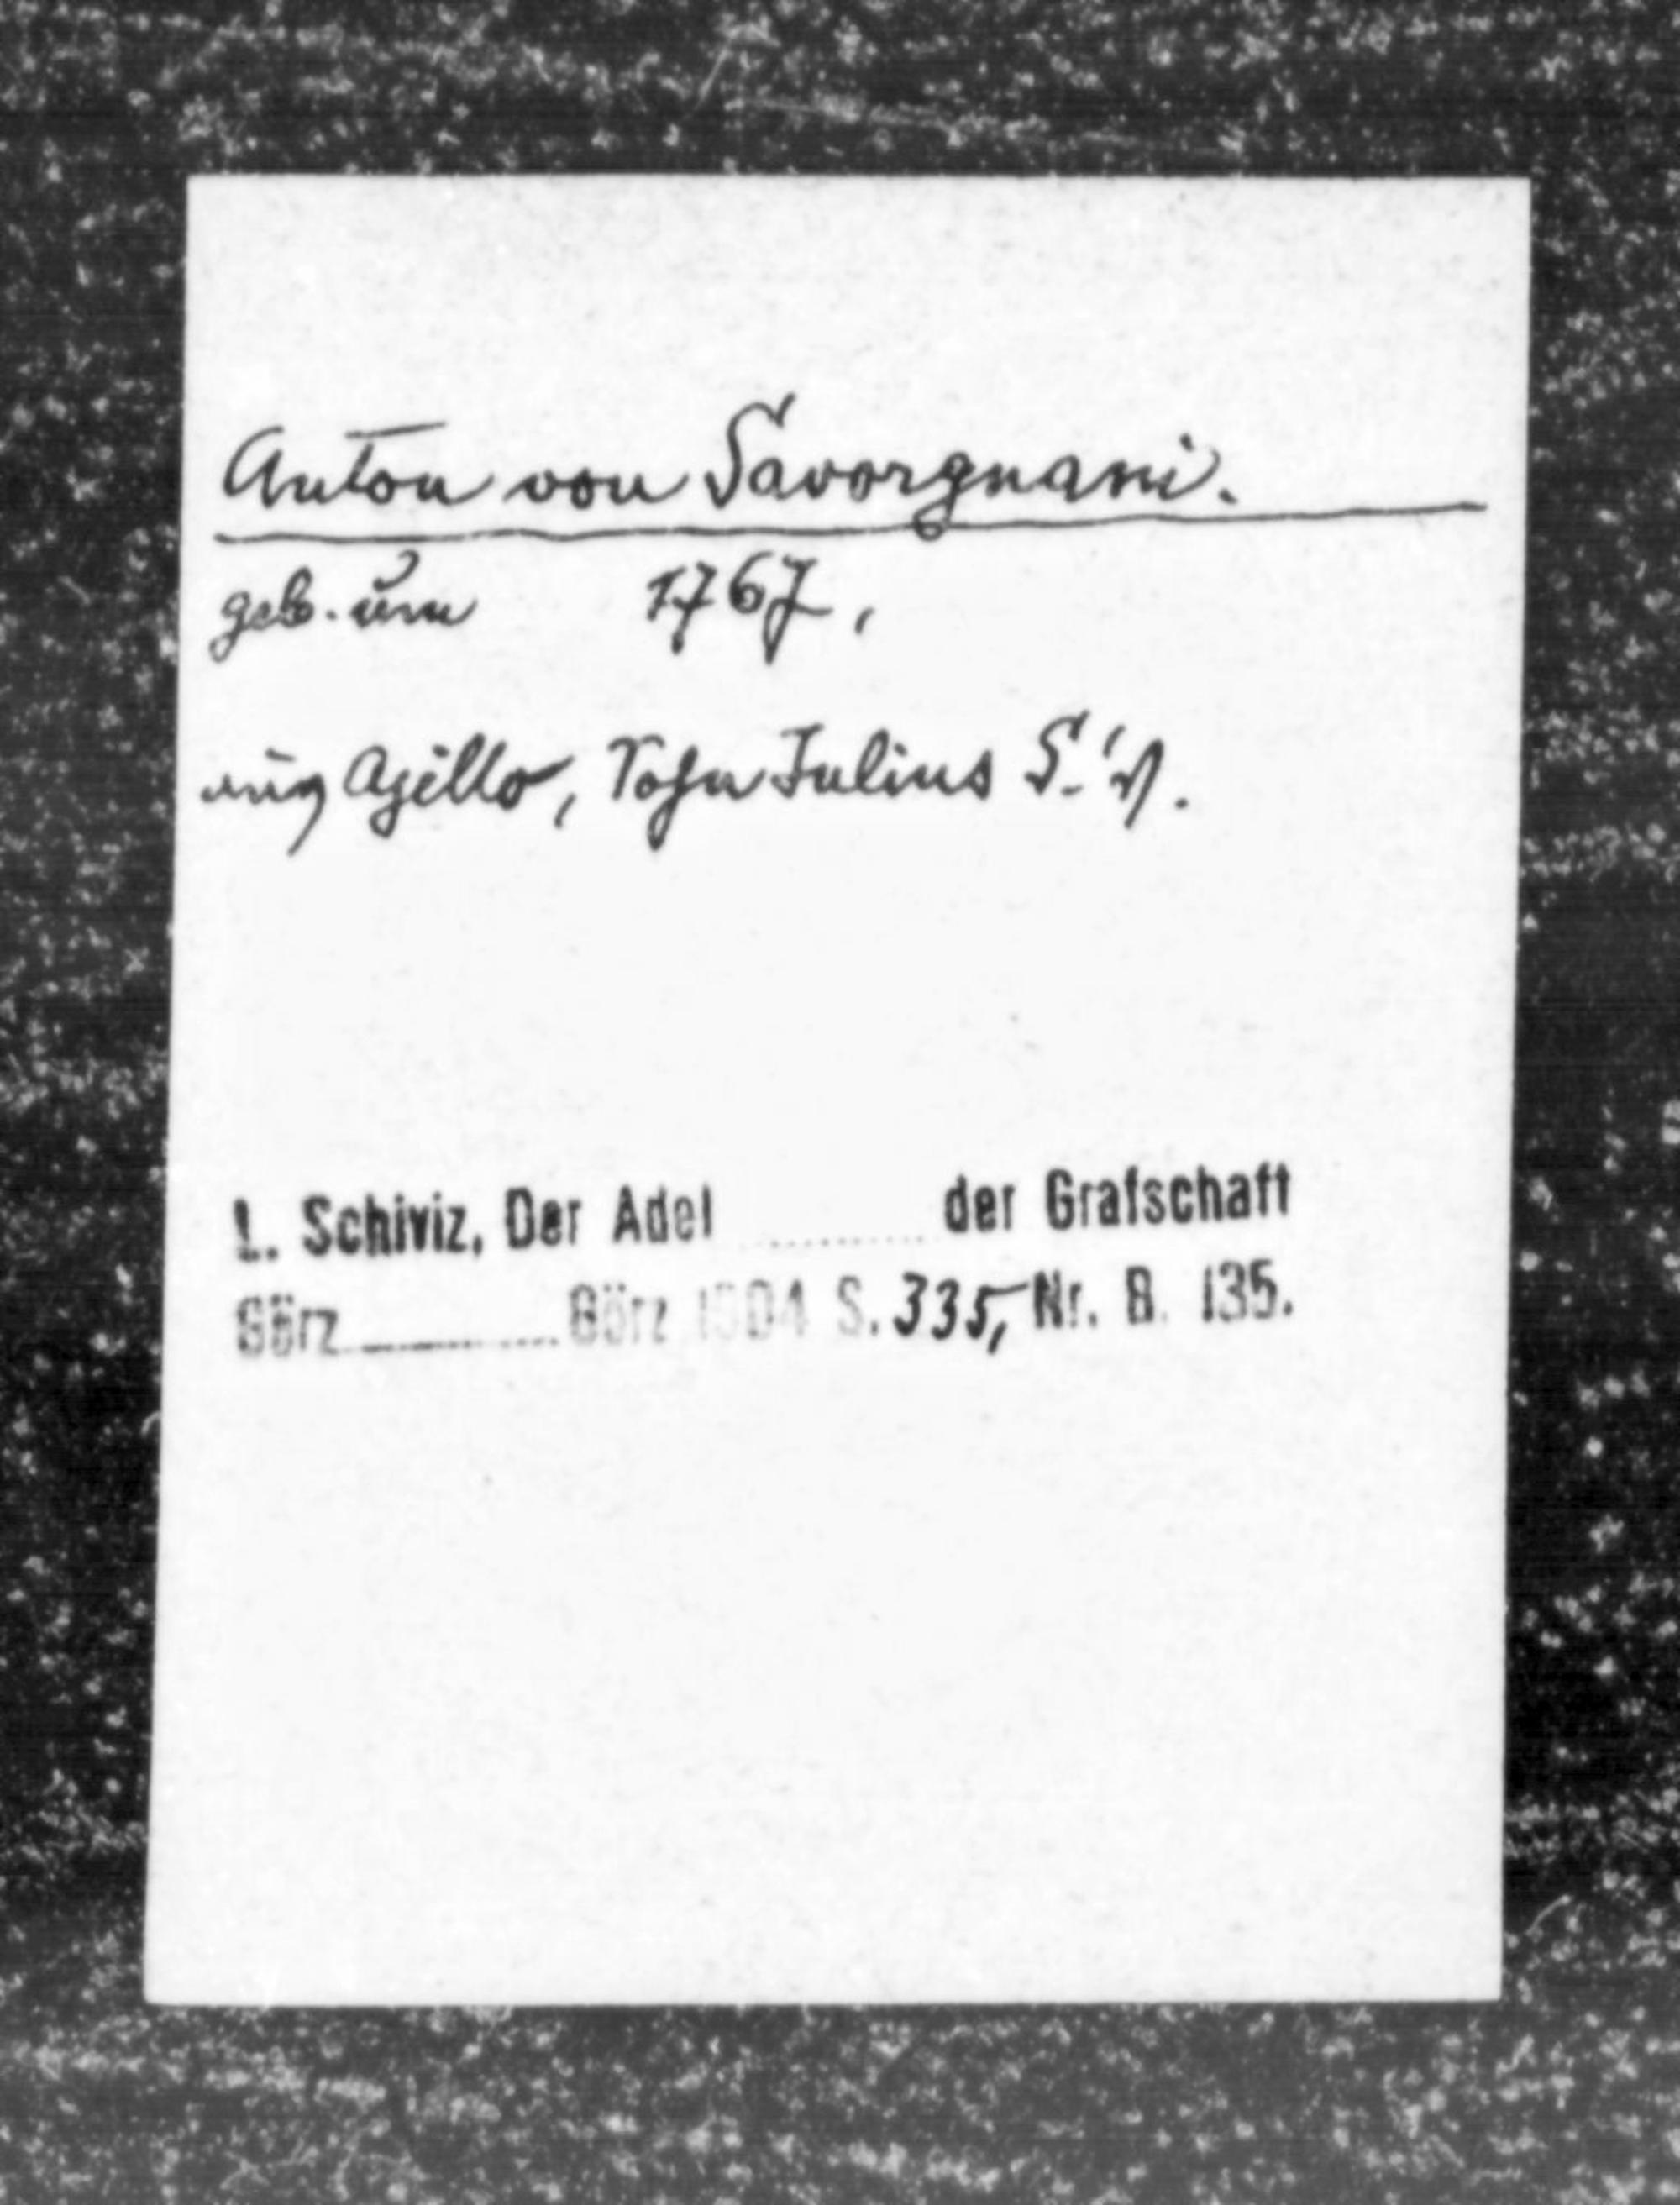 Anton von Savorgnani.
geb. um 1767,
aus Ajello, Sohn Julius S.'s.
L. Schiviz, Der Adel .......... der Grafschaft
Görz .......... Görz 1904 S. 335, Nr. B. 135.